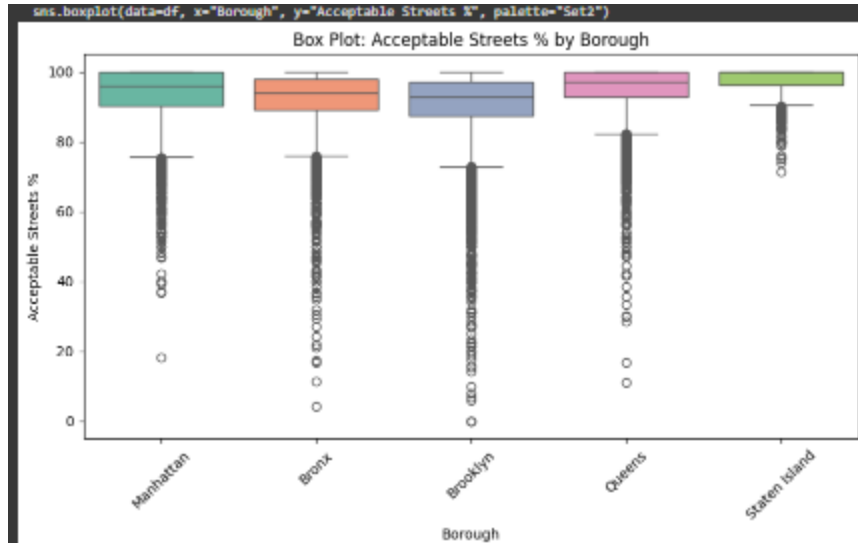 sns.boxplot(data=df, x="Borough", y="Acceptable Streets %", palette="Set2")
Box Plot: Acceptable Streets % by Borough
100
80
60
40
20
0
Acceptable Streets %
Manhattan
Bronx
Brooklyn
Queens
Staten Island
Borough